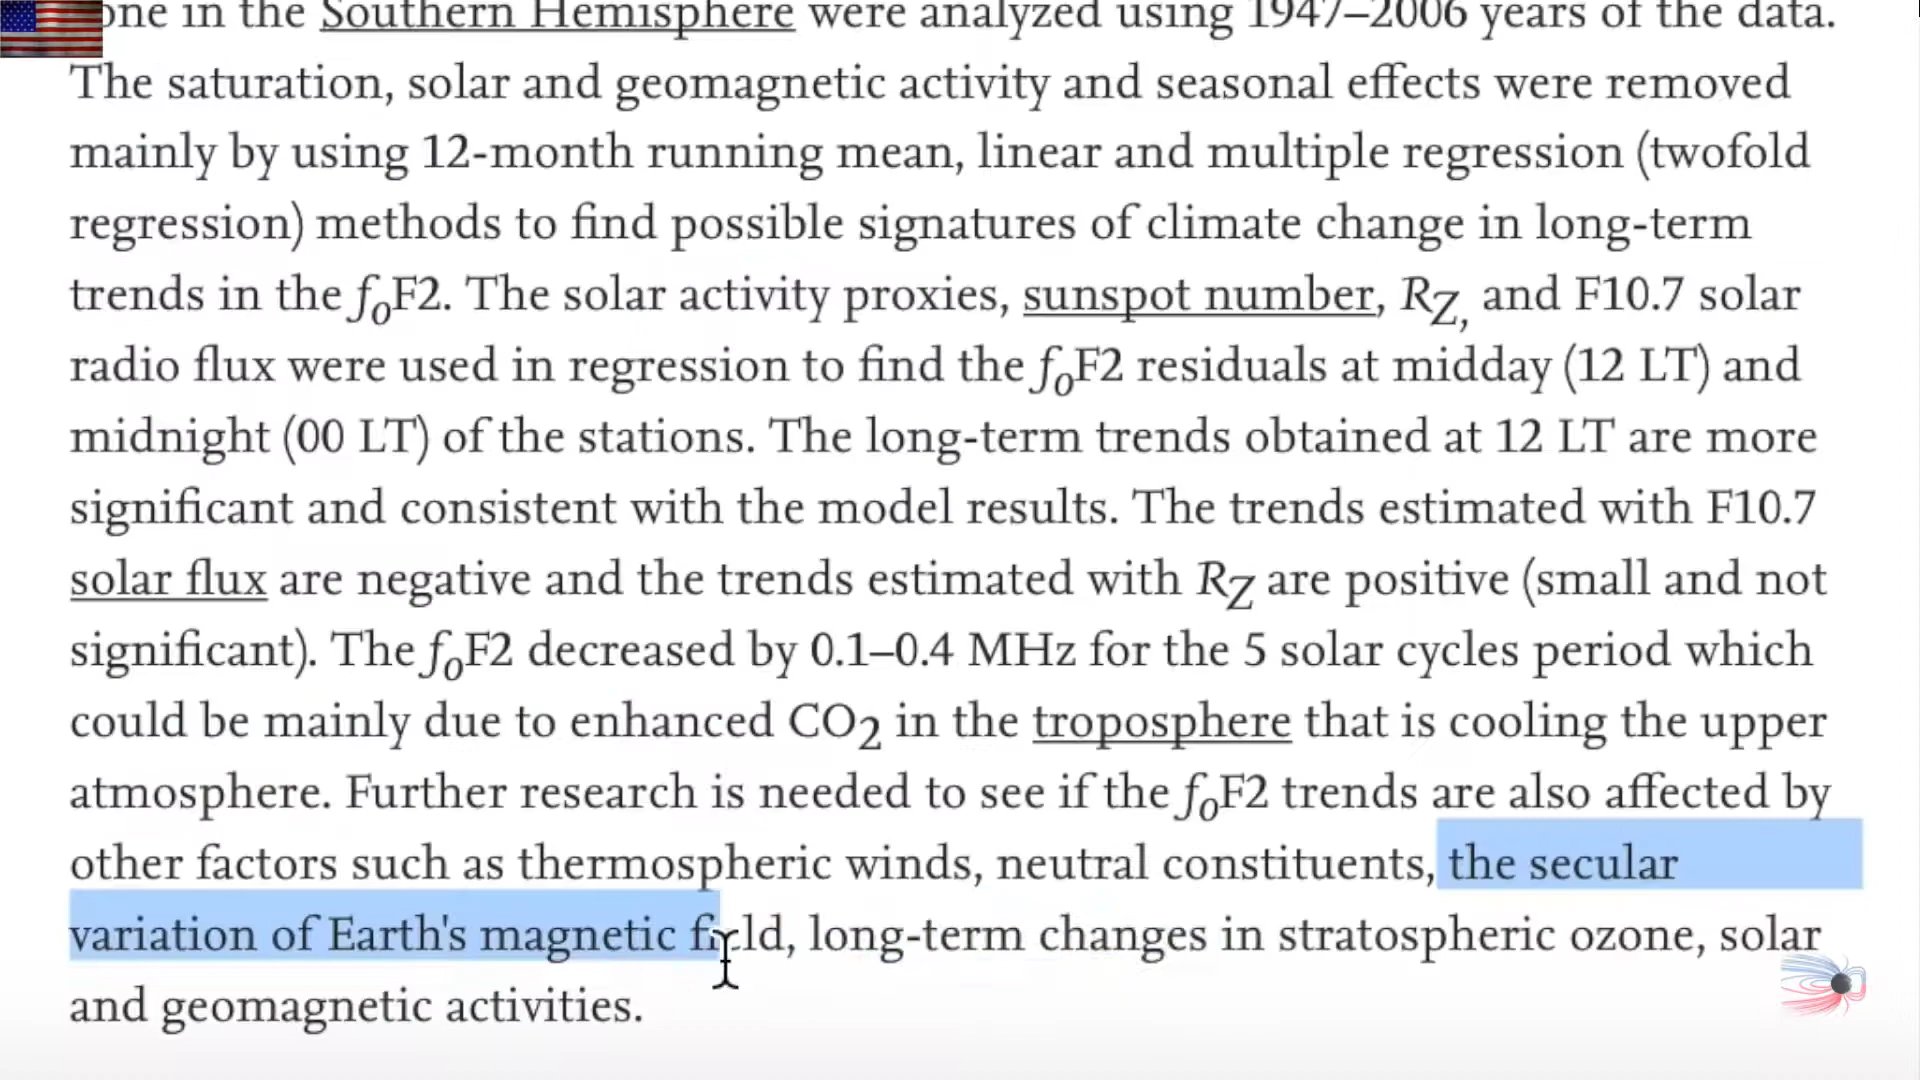 one in the Southern Hemisphere were analyzed using 1947–2006 years of the data.
The saturation, solar and geomagnetic activity and seasonal effects were removed
mainly by using 12-month running mean, linear and multiple regression (twofold
regression) methods to find possible signatures of climate change in long-term
trends in the foF2. The solar activity proxies, sunspot number, RZ, and F10.7 solar
radio flux were used in regression to find the foF2 residuals at midday (12 LT) and
midnight (00 LT) of the stations. The long-term trends obtained at 12 LT are more
significant and consistent with the model results. The trends estimated with F10.7
solar flux are negative and the trends estimated with RZ are positive (small and not
significant). The foF2 decreased by 0.1–0.4 MHz for the 5 solar cycles period which
could be mainly due to enhanced CO2 in the troposphere that is cooling the upper
atmosphere. Further research is needed to see if the foF2 trends are also affected by
other factors such as thermospheric winds, neutral constituents, the secular
variation of Earth's magnetic field, long-term changes in stratospheric ozone, solar
and geomagnetic activities.